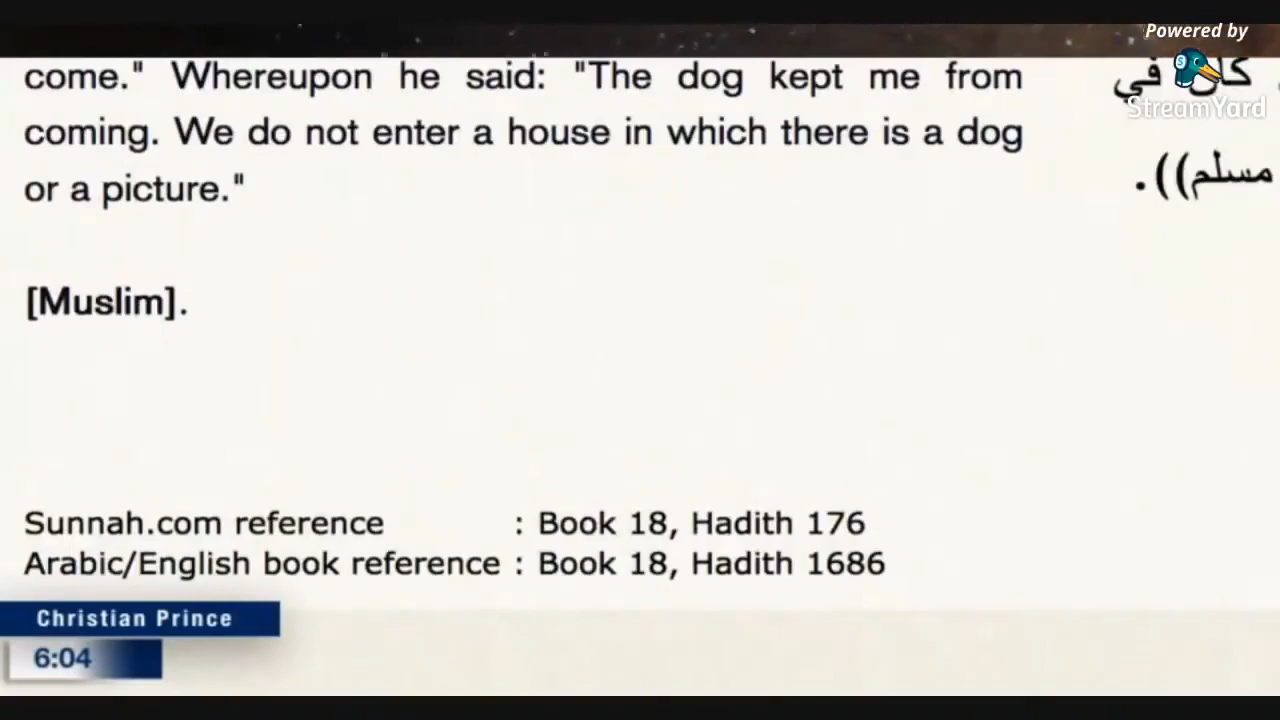 Powered by
StreamYard
come." Whereupon he said: "The dog kept me from
coming. We do not enter a house in which there is a dog
or a picture."
كان في
مسلم)).
[Muslim].
Sunnah.com reference : Book 18, Hadith 176
Arabic/English book reference : Book 18, Hadith 1686
Christian Prince
6:04